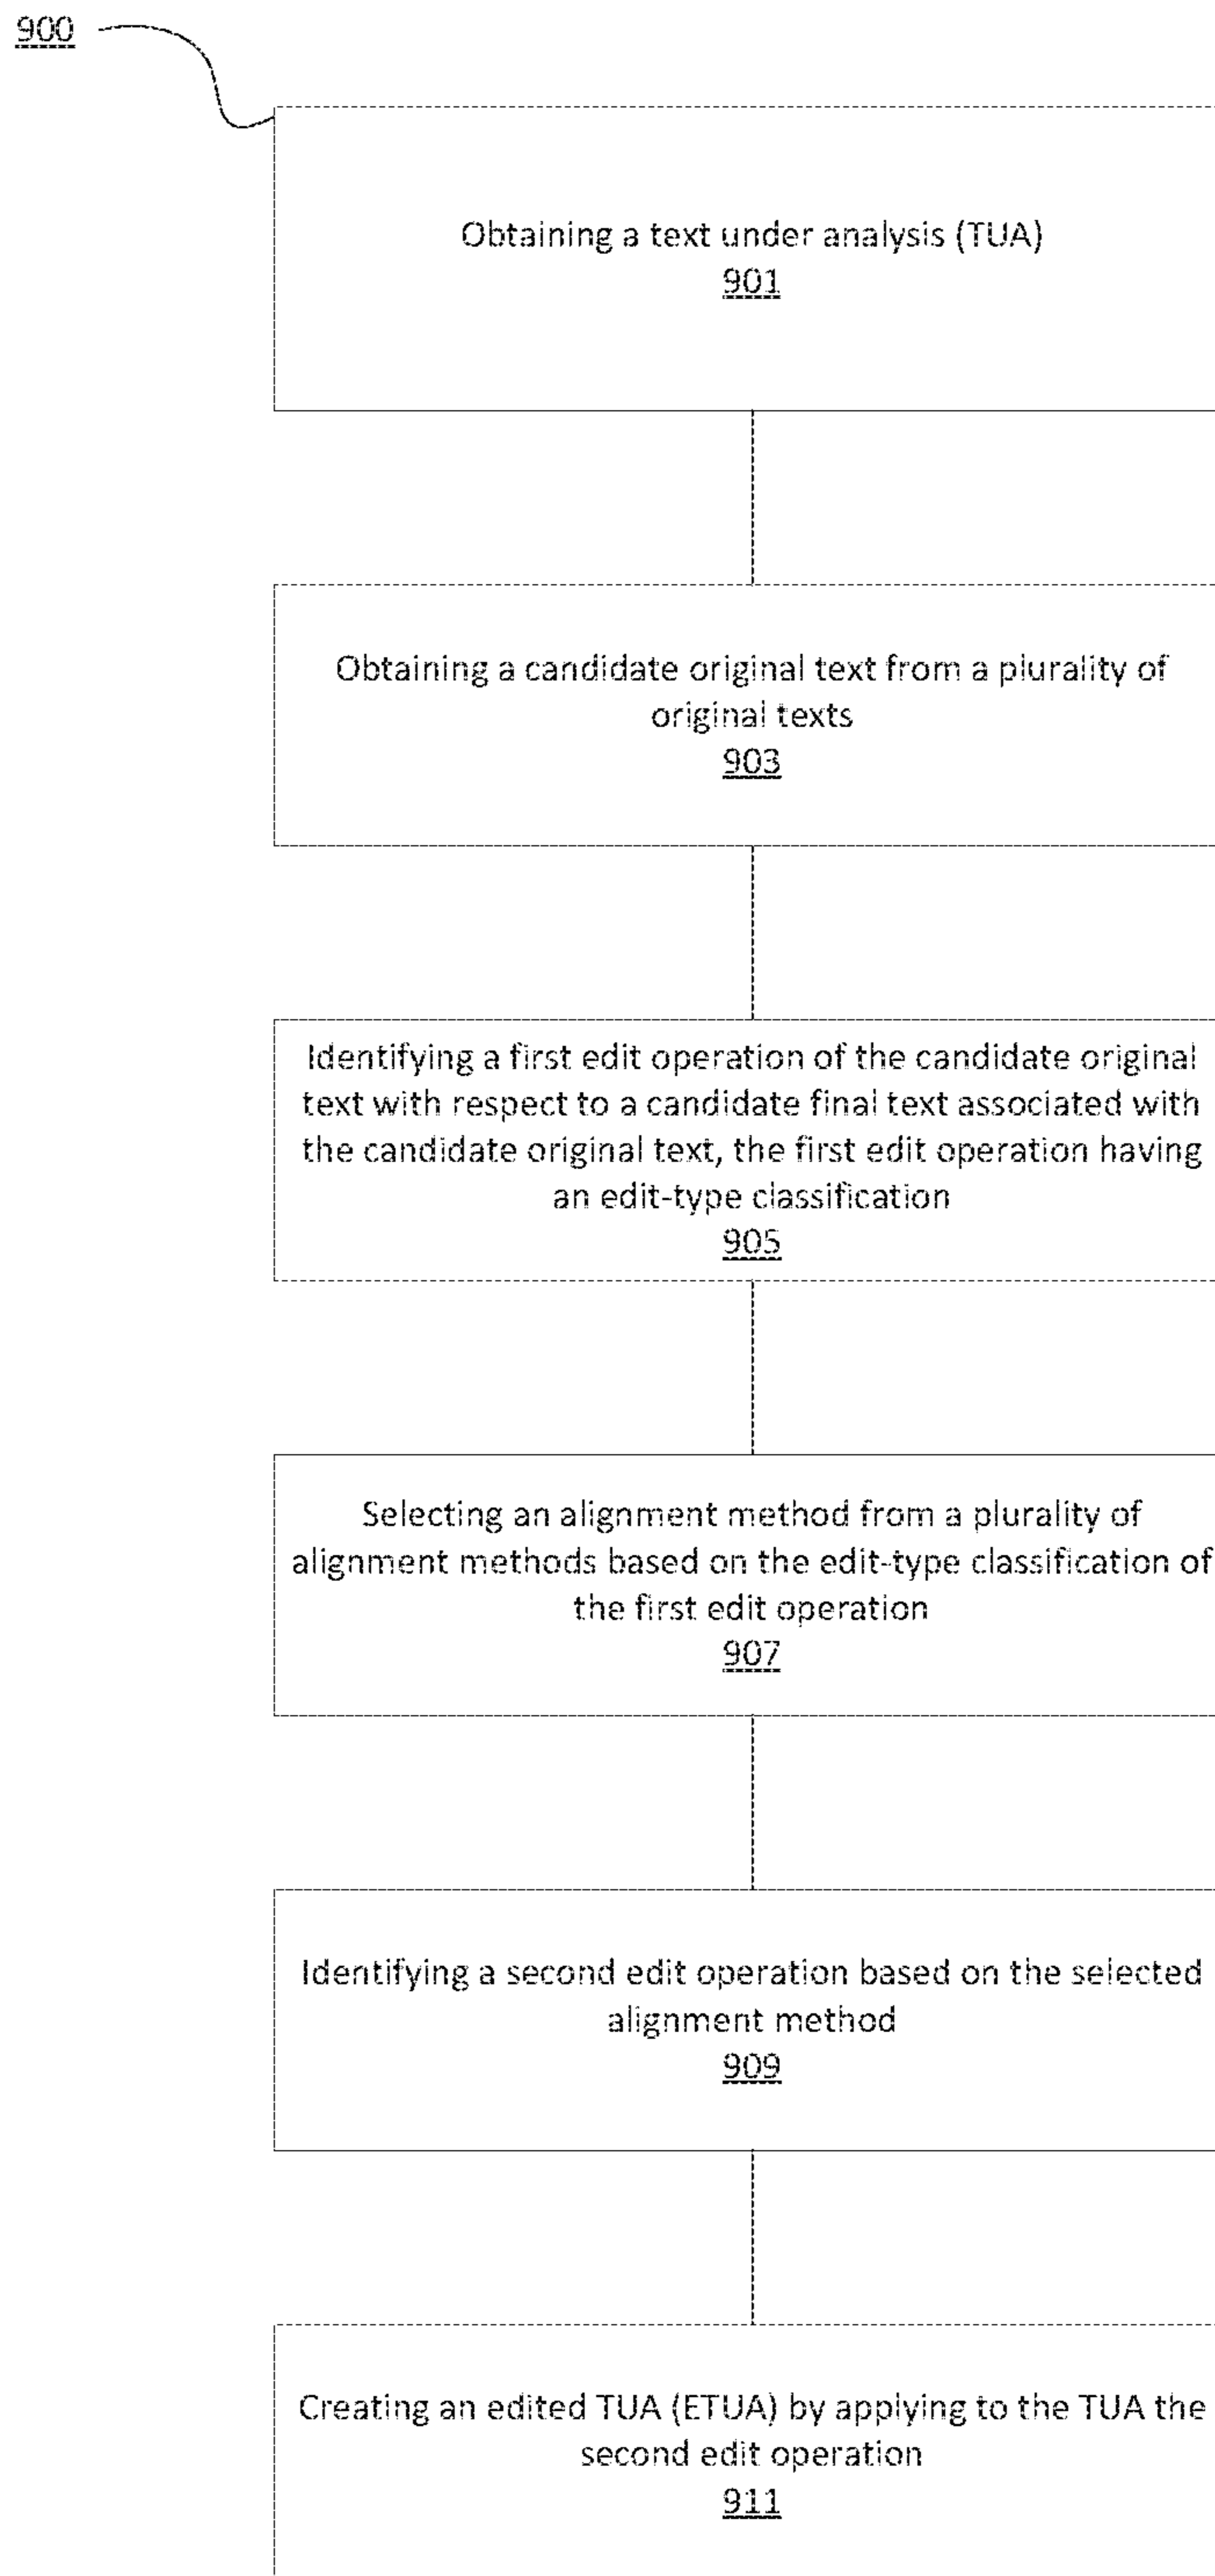 900
Obtaining a text under analysis (TUA)
901
Obtaining a candidate original text from a plurality of
original texts
903
Identifying a first edit operation of the candidate original
text with respect to a candidate final text associated with
the candidate original text, the first edit operation having
an edit-type classification
905
Selecting an alignment method from a plurality of
alignment methods based on the edit-type classification of
the first edit operation
907
Identifying a second edit operation based on the selected
alignment method
909
Creating an edited TUA (ETUA) by applying to the TUA the
second edit operation
911